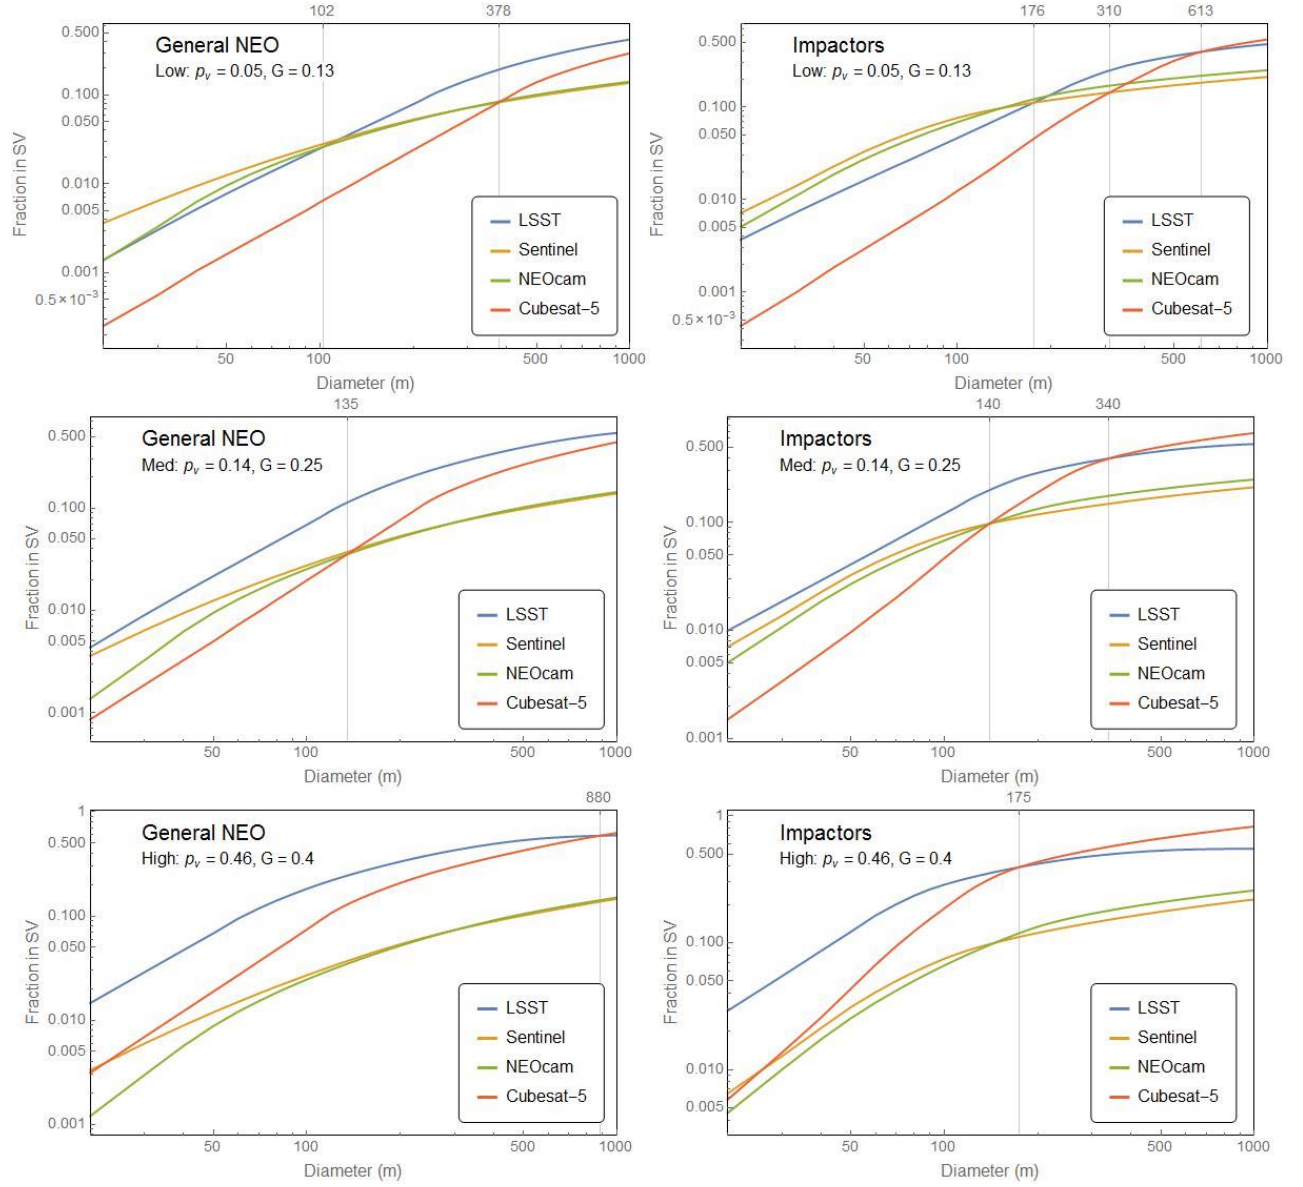 102 378
General NEO
Low: pᵥ = 0.05, G = 0.13
0.500
0.100
0.050
0.010
0.005
0.001
0.5 × 10⁻³
Fraction in SV
LSST
Sentinel
NEOcam
Cubesat−5
50 100 500 1000
Diameter (m)
176 310 613
Impactors
Low: pᵥ = 0.05, G = 0.13
0.500
0.100
0.050
0.010
0.005
0.001
0.5 × 10⁻³
Fraction in SV
LSST
Sentinel
NEOcam
Cubesat−5
50 100 500 1000
Diameter (m)
135
General NEO
Med: pᵥ = 0.14, G = 0.25
0.500
0.100
0.050
0.010
0.005
0.001
Fraction in SV
LSST
Sentinel
NEOcam
Cubesat−5
50 100 500 1000
Diameter (m)
140 340
Impactors
Med: pᵥ = 0.14, G = 0.25
0.500
0.100
0.050
0.010
0.005
0.001
Fraction in SV
LSST
Sentinel
NEOcam
Cubesat−5
50 100 500 1000
Diameter (m)
880
General NEO
High: pᵥ = 0.46, G = 0.4
1
0.500
0.100
0.050
0.010
0.005
0.001
Fraction in SV
LSST
Sentinel
NEOcam
Cubesat−5
50 100 500 1000
Diameter (m)
175
Impactors
High: pᵥ = 0.46, G = 0.4
1
0.500
0.100
0.050
0.010
0.005
Fraction in SV
LSST
Sentinel
NEOcam
Cubesat−5
50 100 500 1000
Diameter (m)